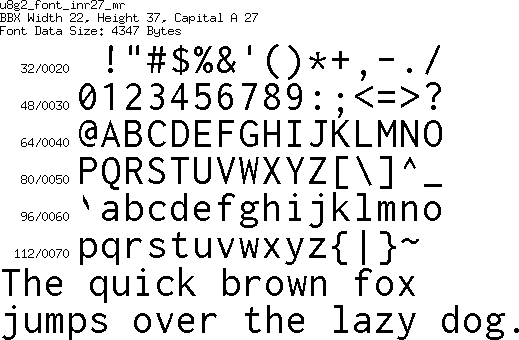 u8g2_font_inr27_mr
BBX Width 22, Height 37, Capital A 27
Font Data Size: 4347 Bytes
32/0020 !"#$%&'()*+,-./
48/0030 0123456789:;<=>?
64/0040 @ABCDEFGHIJKLMNO
80/0050 PQRSTUVWXYZ[\]^_
96/0060 `abcdefghijklmno
112/0070 pqrstuvwxyz{|}~
The quick brown fox
jumps over the lazy dog.